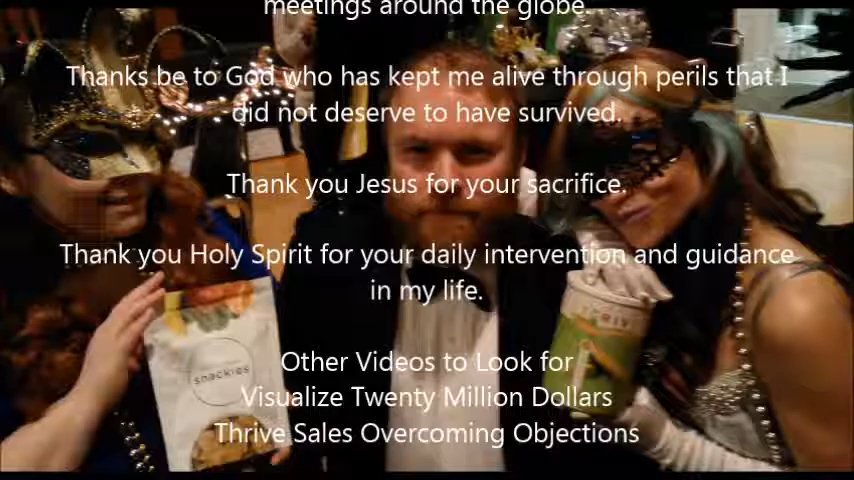 meetings around the globe.
Thanks be to God who has kept me alive through perils that I
did not deserve to have survived.
Thank you Jesus for your sacrifice.
Thank you Holy Spirit for your daily intervention and guidance
in my life.
Other Videos to Look for
Visualize Twenty Million Dollars
Thrive Sales Overcoming Objections
snackies